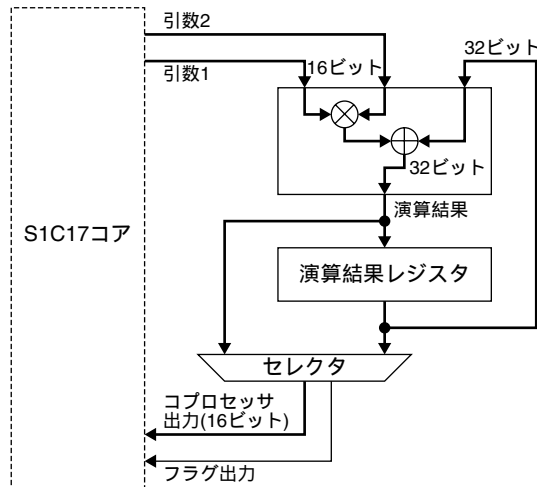 引数2
引数1
16ビット
32ビット
32ビット
演算結果
S1C17コア
演算結果レジスタ
セレクタ
コプロセッサ
出力(16ビット)
フラグ出力